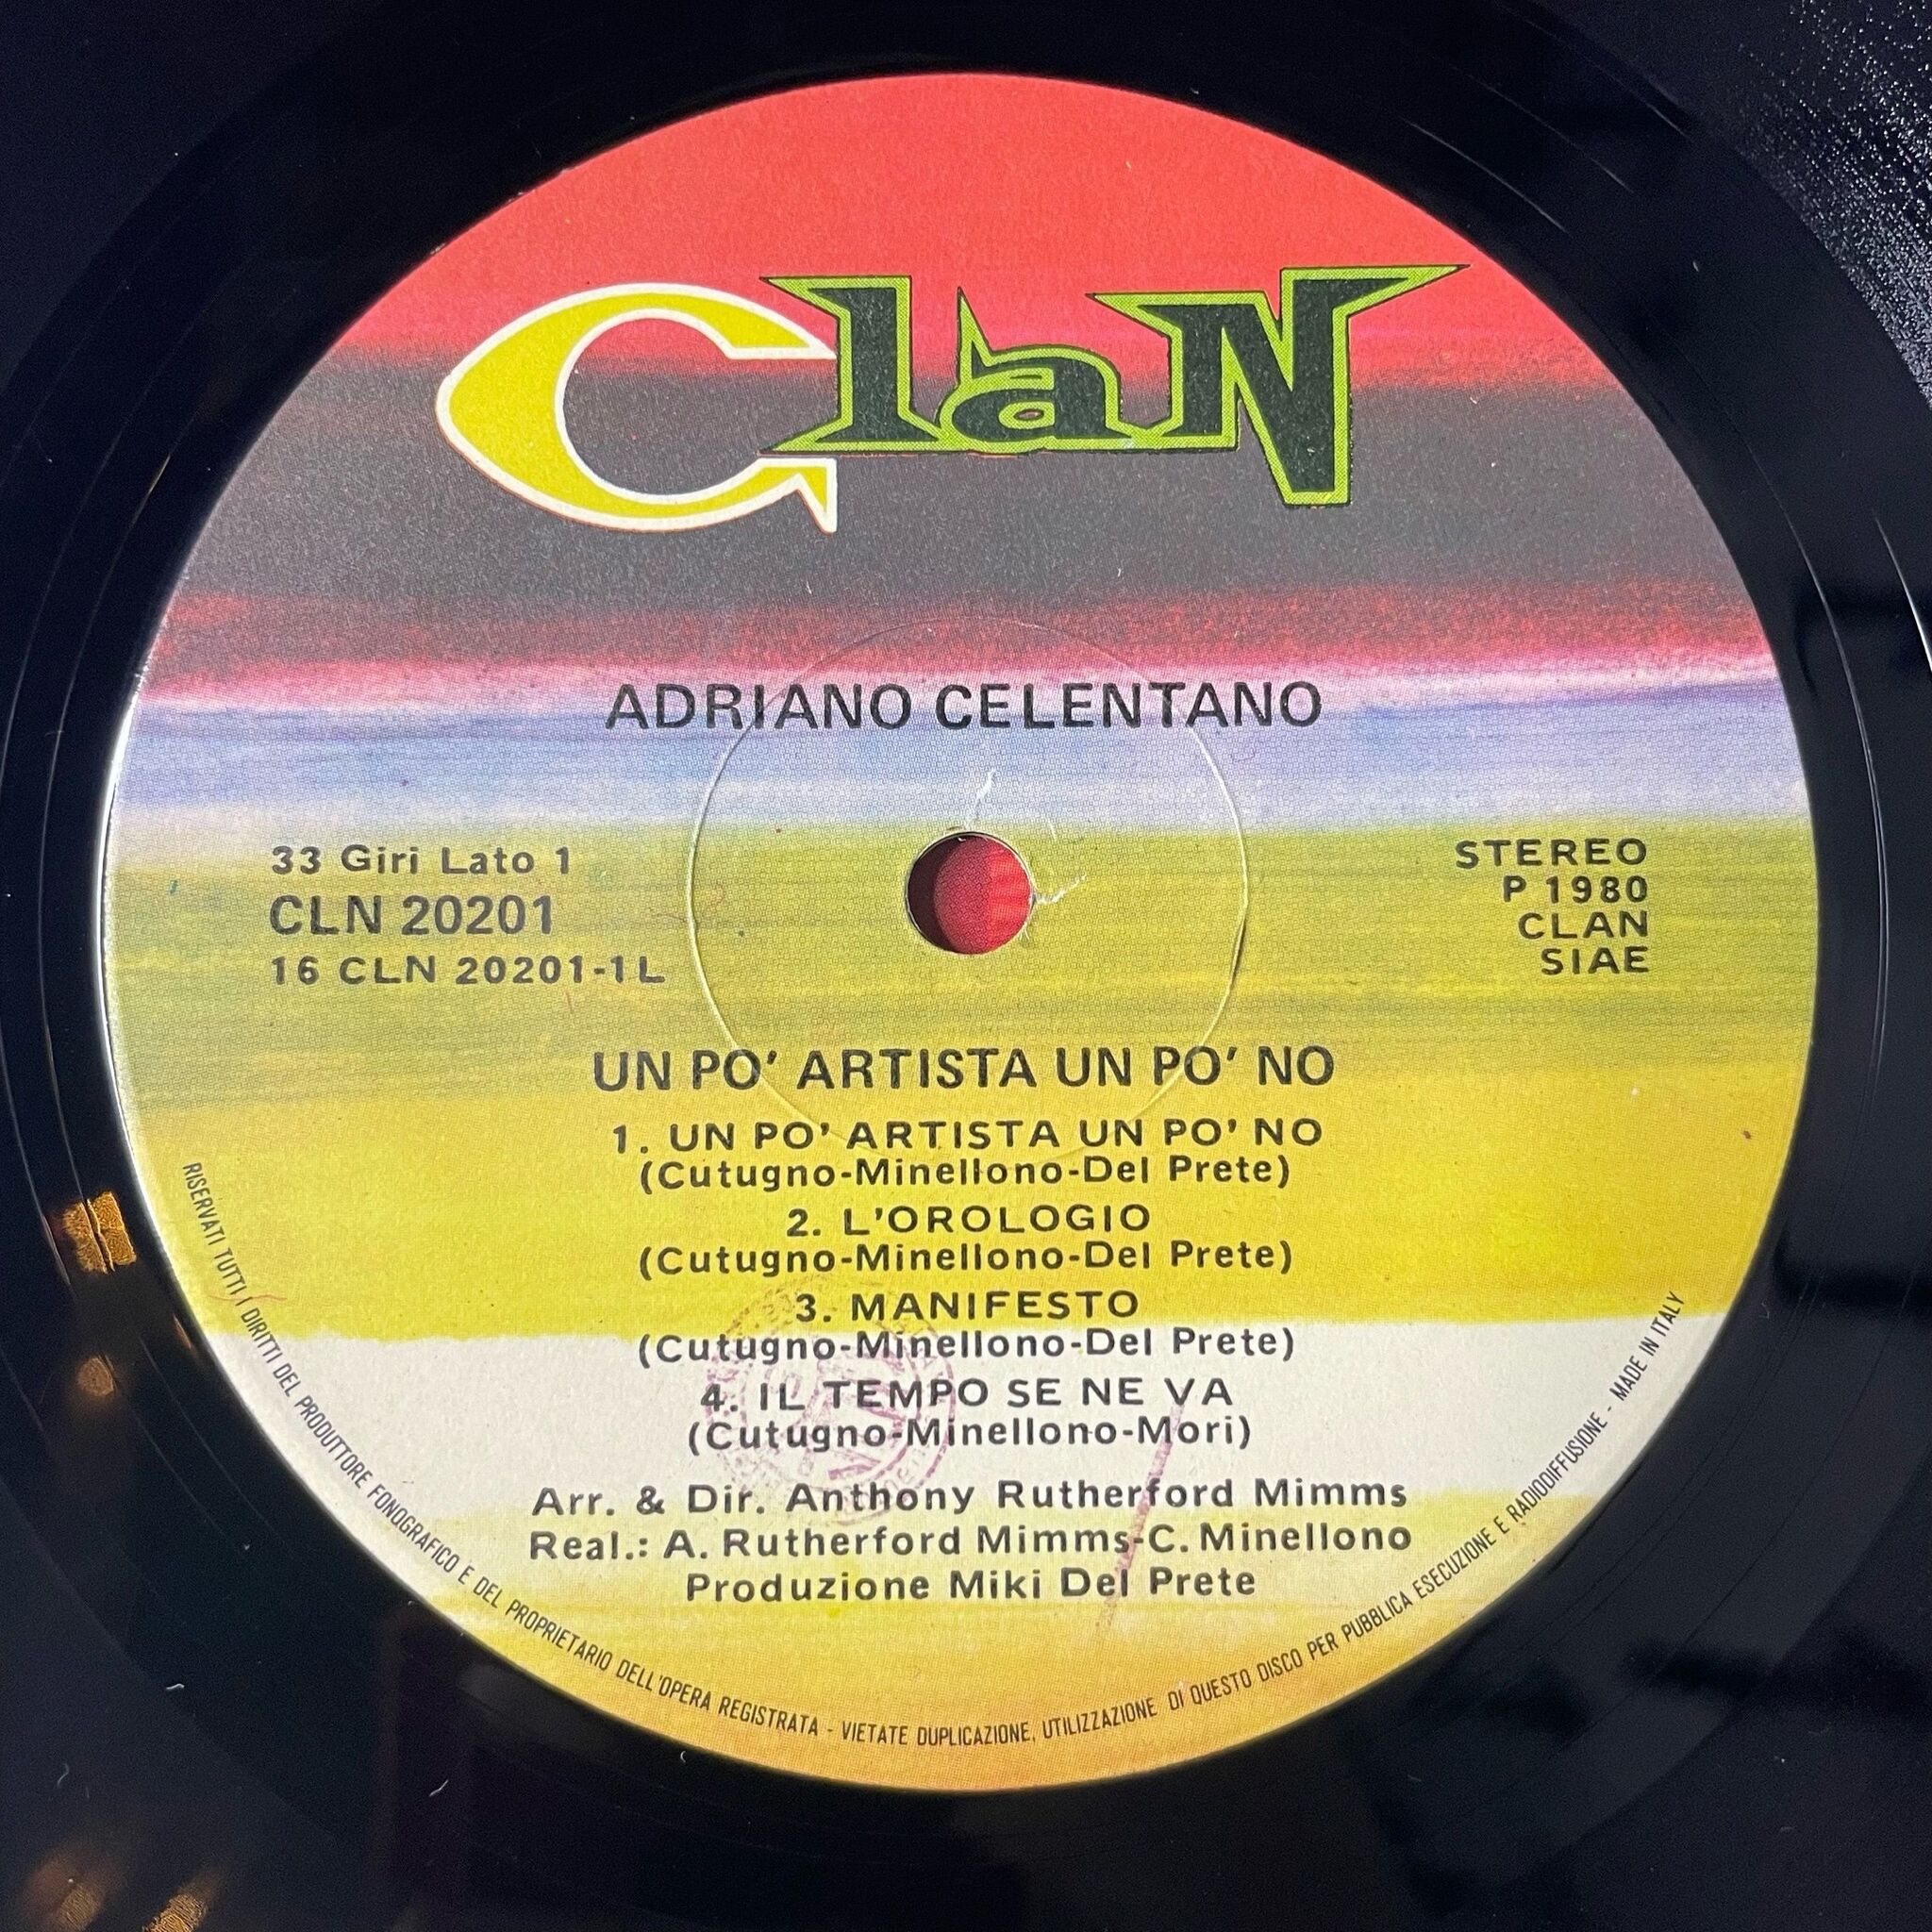 ClaN
ADRIANO CELENTANO
33 Giri Lato 1
CLN 20201
16 CLN 20201-1L
STEREO
P 1980
CLAN
SIAE
UN PO' ARTISTA UN PO' NO
1. UN PO' ARTISTA UN PO' NO
(Cutugno-Minellono-Del Prete)
2. L'OROLOGIO
(Cutugno-Minellono-Del Prete)
3. MANIFESTO
(Cutugno-Minellono-Del Prete)
4. IL TEMPO SE NE VA
(Cutugno-Minellono-Mori)
Arr. & Dir. Anthony Rutherford Mimms
Real.: A. Rutherford Mimms-C. Minellono
Produzione Miki Del Prete
RISERVATI TUTTI I DIRITTI DEL PRODUTTORE FONOGRAFICO E DEL PROPRIETARIO DELL'OPERA REGISTRATA - VIETATE DUPLICAZIONE, UTILIZZAZIONE DI QUESTO DISCO PER PUBBLICA ESECUZIONE E RADIODIFFUSIONE - MADE IN ITALY